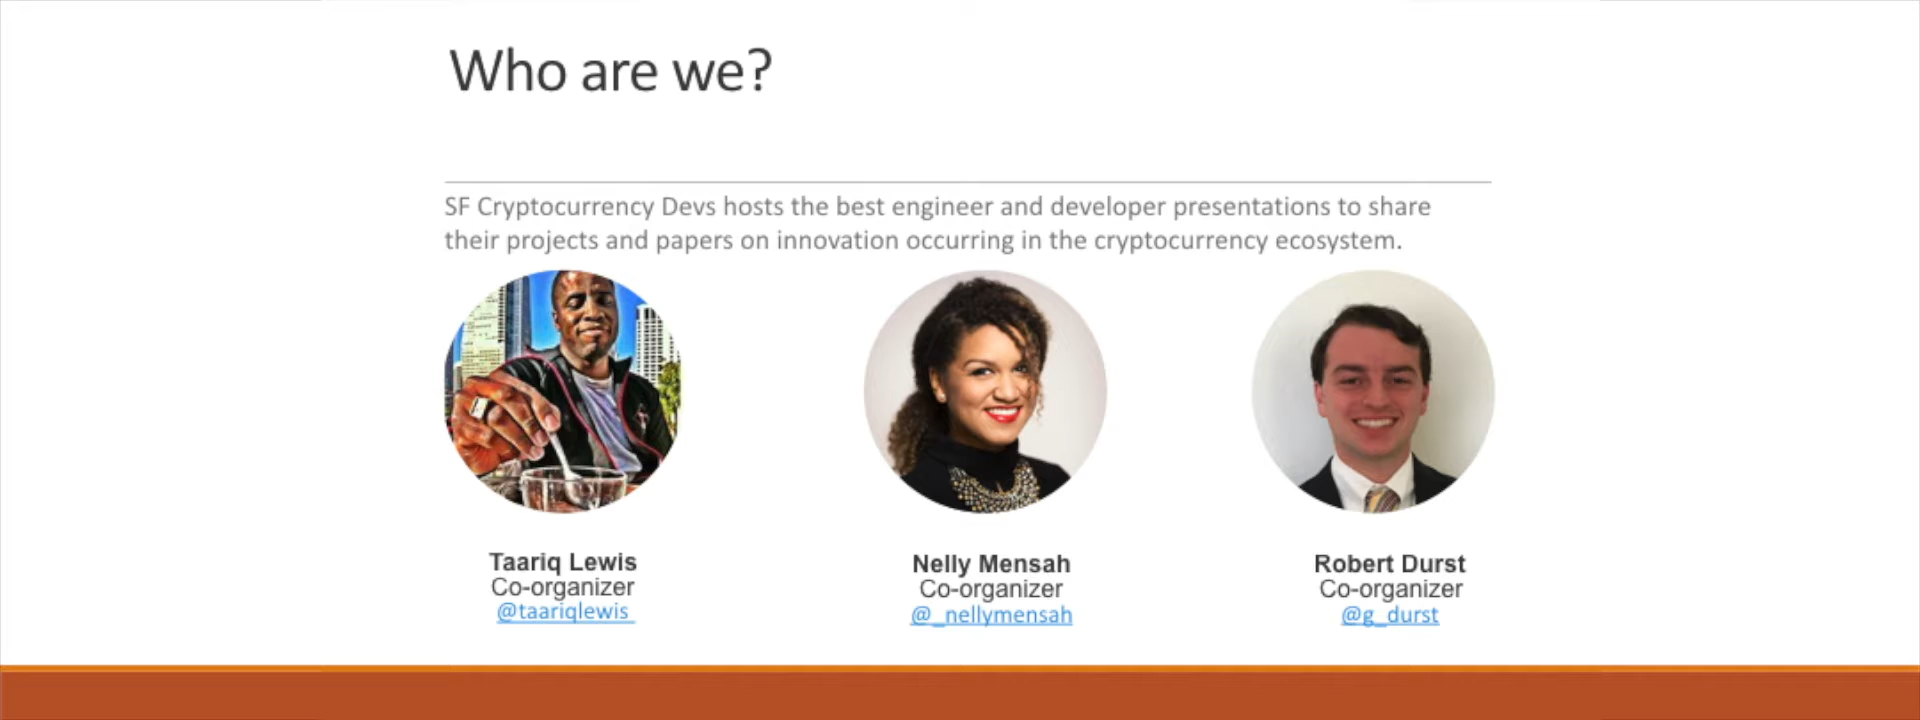 Who are we?
SF Cryptocurrency Devs hosts the best engineer and developer presentations to share
their projects and papers on innovation occurring in the cryptocurrency ecosystem.
Taariq Lewis
Co-organizer
@taariqlewis
Nelly Mensah
Co-organizer
@_nellymensah
Robert Durst
Co-organizer
@g_durst